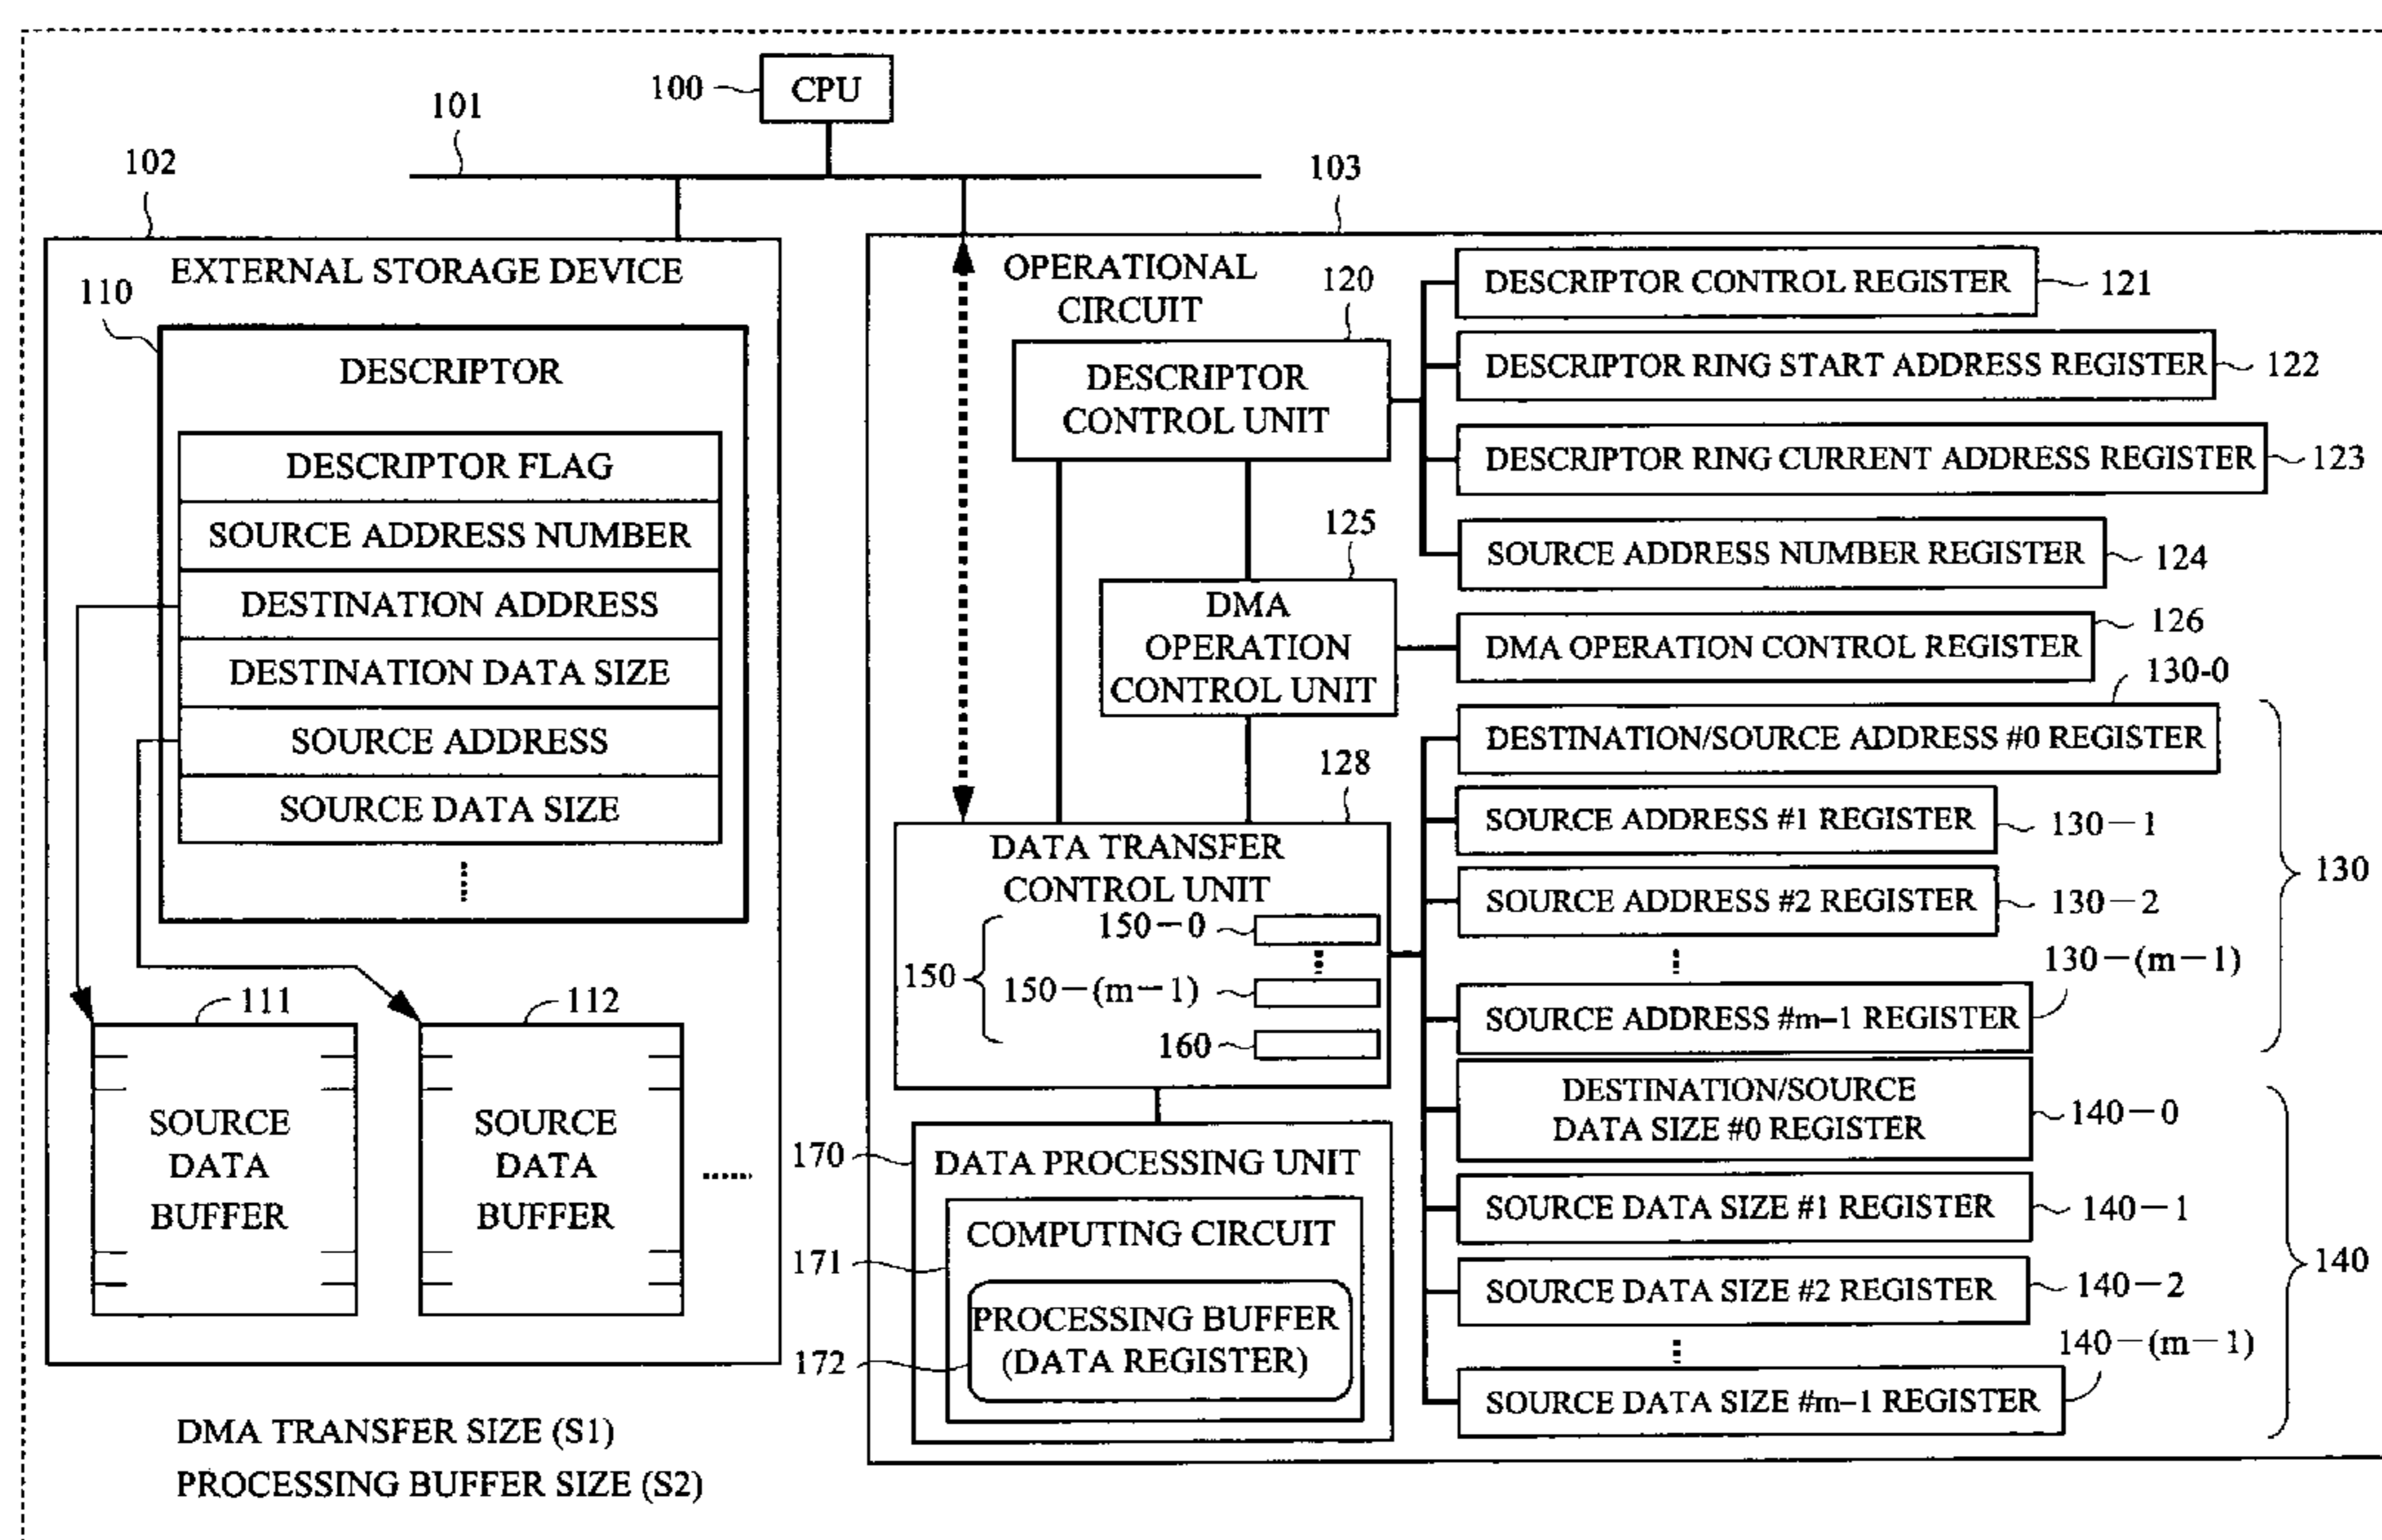 100
CPU
101
102
103
EXTERNAL STORAGE DEVICE
110
DESCRIPTOR
DESCRIPTOR FLAG
SOURCE ADDRESS NUMBER
DESTINATION ADDRESS
DESTINATION DATA SIZE
SOURCE ADDRESS
SOURCE DATA SIZE
111
112
SOURCE
DATA
BUFFER
SOURCE
DATA
BUFFER
DMA TRANSFER SIZE (S1)
PROCESSING BUFFER SIZE (S2)
OPERATIONAL
CIRCUIT
120
DESCRIPTOR
CONTROL UNIT
125
DMA
OPERATION
CONTROL UNIT
128
DATA TRANSFER
CONTROL UNIT
150-0
150
150-(m-1)
160
170
DATA PROCESSING UNIT
171
COMPUTING CIRCUIT
172
PROCESSING BUFFER
(DATA REGISTER)
DESCRIPTOR CONTROL REGISTER
121
DESCRIPTOR RING START ADDRESS REGISTER
122
DESCRIPTOR RING CURRENT ADDRESS REGISTER
123
SOURCE ADDRESS NUMBER REGISTER
124
DMA OPERATION CONTROL REGISTER
126
130-0
DESTINATION/SOURCE ADDRESS #0 REGISTER
SOURCE ADDRESS #1 REGISTER
130-1
SOURCE ADDRESS #2 REGISTER
130-2
130
130-(m-1)
SOURCE ADDRESS #m-1 REGISTER
DESTINATION/SOURCE
DATA SIZE #0 REGISTER
140-0
SOURCE DATA SIZE #1 REGISTER
140-1
SOURCE DATA SIZE #2 REGISTER
140-2
140
140-(m-1)
SOURCE DATA SIZE #m-1 REGISTER